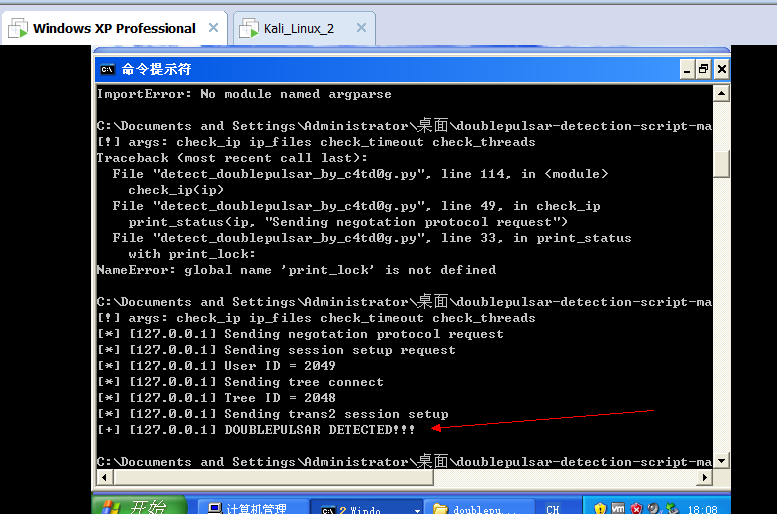 Windows XP Professional
Kali_Linux_2
命令提示符
ImportError: No module named argparse
C:\Documents and Settings\Administrator\桌面\doublepulsar-detection-script-ma
[!] args: check_ip ip_files check_timeout check_threads
Traceback (most recent call last):
File "detect_doublepulsar_by_c4td0g.py", line 114, in <module>
check_ip(ip)
File "detect_doublepulsar_by_c4td0g.py", line 49, in check_ip
print_status(ip, "Sending negotation protocol request")
File "detect_doublepulsar_by_c4td0g.py", line 33, in print_status
with print_lock:
NameError: global name 'print_lock' is not defined
C:\Documents and Settings\Administrator\桌面\doublepulsar-detection-script-ma
[!] args: check_ip ip_files check_timeout check_threads
[*] [127.0.0.1] Sending negotation protocol request
[*] [127.0.0.1] Sending session setup request
[*] [127.0.0.1] User ID = 2049
[*] [127.0.0.1] Sending tree connect
[*] [127.0.0.1] Tree ID = 2048
[*] [127.0.0.1] Sending trans2 session setup
[+] [127.0.0.1] DOUBLEPULSAR DETECTED!!!
C:\Documents and Settings\Administrator\桌面\doublepulsar-detection-script-ma
开始 计算机管理 2 Windo... doublepu... CH 18:08